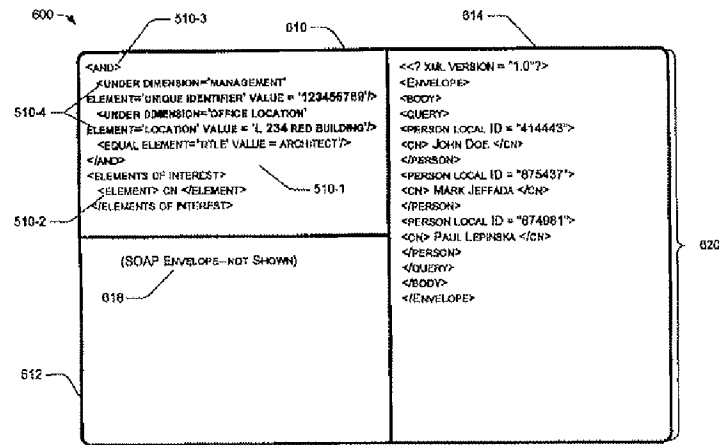 600
510-3
610
614
<AND>
<UNDER DIMENSION='MANAGEMENT'
ELEMENT='UNIQUE IDENTIFIER' VALUE = '123456789'/>
<UNDER DIMENSION='OFFICE LOCATION'
ELEMENT='LOCATION' VALUE = 'L 234 RED BUILDING'/>
<EQUAL ELEMENT='TITLE' VALUE = ARCHITECT'/>
</AND>
<ELEMENTS OF INTEREST>
<ELEMENT> CN </ELEMENT>
</ELEMENTS OF INTEREST>
510-4
510-1
510-2
(SOAP ENVELOPE--NOT SHOWN)
618
612
<<? XML VERSION = "1.0"?>
<ENVELOPE>
<BODY>
<QUERY>
<PERSON LOCAL ID = "414443">
<CN> JOHN DOE </CN>
</PERSON>
<PERSON LOCAL ID = "875437">
<CN> MARK JEFFADA </CN>
</PERSON>
<PERSON LOCAL ID = "874981">
<CN> PAUL LEPINSKA </CN>
</PERSON>
</QUERY>
</BODY>
</ENVELOPE>
620